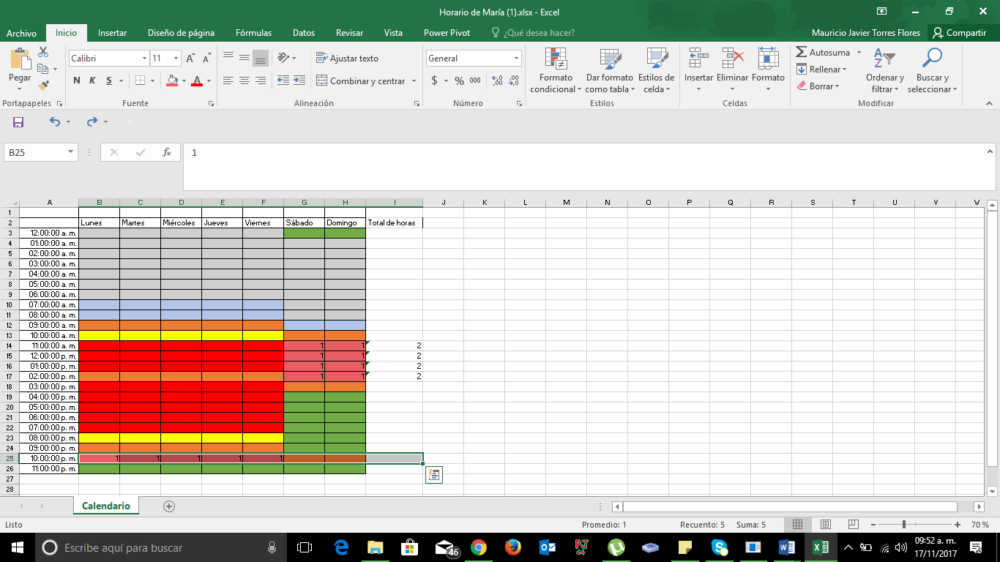 Horario de María (1).xlsx - Excel
Archivo Inicio Insertar Diseño de página Fórmulas Datos Revisar Vista Power Pivot ¿Qué desea hacer? Mauricio Javier Torres Flores Compartir
Pegar Calibri 11 Ajustar texto General Formato condicional Dar formato como tabla Estilos de celda Insertar Eliminar Formato Autosuma Ordenar y filtrar Buscar y seleccionar
N K S A Combinar y centrar $ % 000 Rellenar
Borrar
Portapapeles Fuente Alineación Número Estilos Celdas Modificar
B25 fx 1
A B C D E F G H I J K L M N O P Q R S T U V W
1
2 Lunes Martes Miércoles Jueves Viernes Sábado Domingo Total de horas
3 12:00:00 a. m.
4 01:00:00 a. m.
5 02:00:00 a. m.
6 03:00:00 a. m.
7 04:00:00 a. m.
8 05:00:00 a. m.
9 06:00:00 a. m.
10 07:00:00 a. m.
11 08:00:00 a. m.
12 09:00:00 a. m.
13 10:00:00 a. m.
14 11:00:00 a. m. 1 1 2
15 12:00:00 p. m. 1 1 2
16 01:00:00 p. m. 1 1 2
17 02:00:00 p. m. 1 1 2
18 03:00:00 p. m.
19 04:00:00 p. m.
20 05:00:00 p. m.
21 06:00:00 p. m.
22 07:00:00 p. m.
23 08:00:00 p. m.
24 09:00:00 p. m.
25 10:00:00 p. m. 1 1 1 1 1
26 11:00:00 p. m.
27
28
Calendario
Listo Promedio: 1 Recuento: 5 Suma: 5 70 %
Escribe aquí para buscar 46 09:52 a. m.
17/11/2017